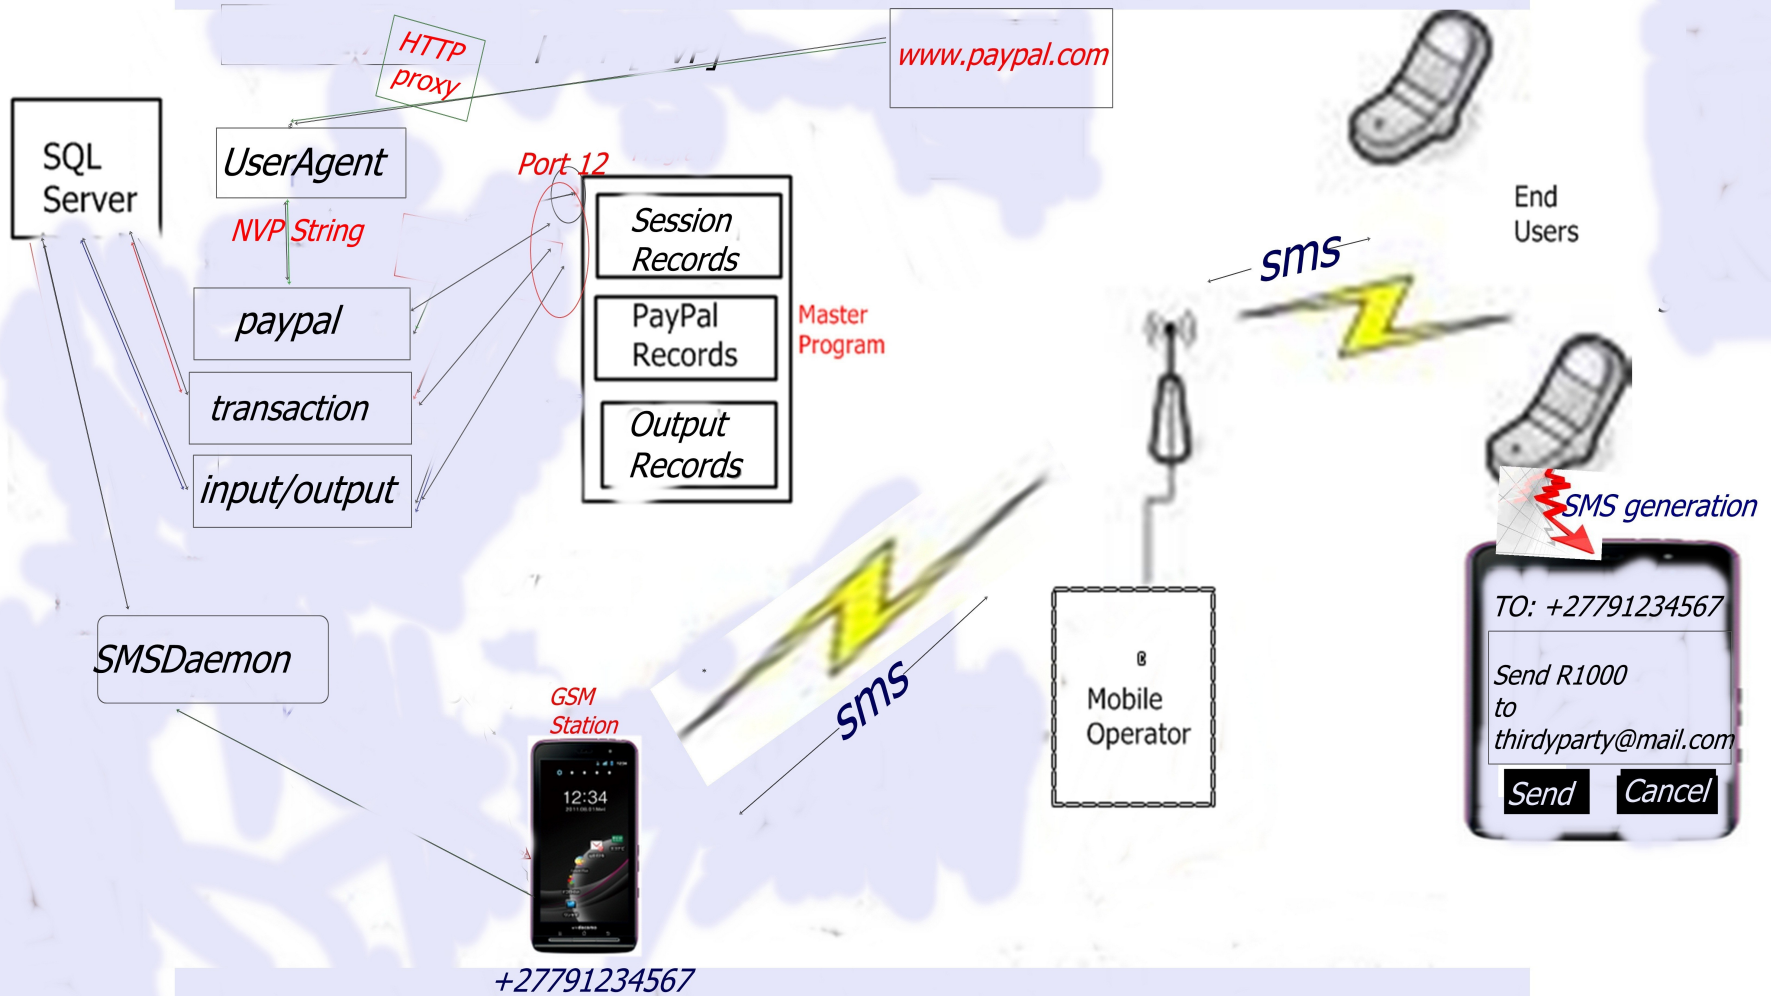 HTTP
proxy
www.paypal.com
SQL
Server
UserAgent
NVP String
paypal
transaction
input/output
Port 12
Session
Records
PayPal
Records
Output
Records
Master
Program
End
Users
sms
SMS generation
TO: +27791234567
Send R1000
to
thirdyparty@mail.com
Send
Cancel
Mobile
Operator
sms
SMSDaemon
GSM
Station
12:34
+27791234567